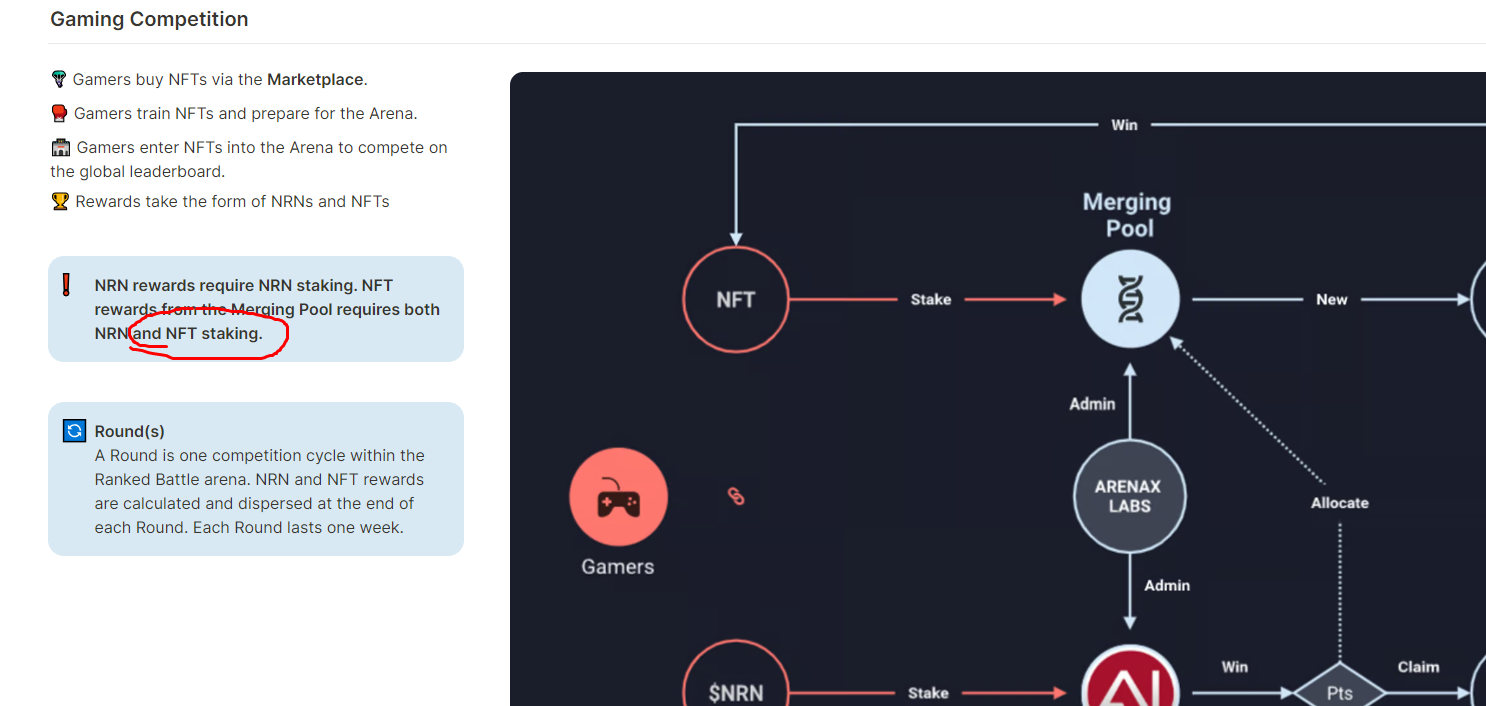 Gaming Competition
Gamers buy NFTs via the Marketplace.
Gamers train NFTs and prepare for the Arena.
Gamers enter NFTs into the Arena to compete on
the global leaderboard.
Rewards take the form of NRNs and NFTs
NRN rewards require NRN staking. NFT
rewards from the Merging Pool requires both
NRN and NFT staking.
Round(s)
A Round is one competition cycle within the
Ranked Battle arena. NRN and NFT rewards
are calculated and dispersed at the end of
each Round. Each Round lasts one week.
Win
Merging
Pool
NFT
Stake
New
Admin
ARENAX
LABS
Allocate
Gamers
Admin
$NRN
Stake
Win
Pts
Claim